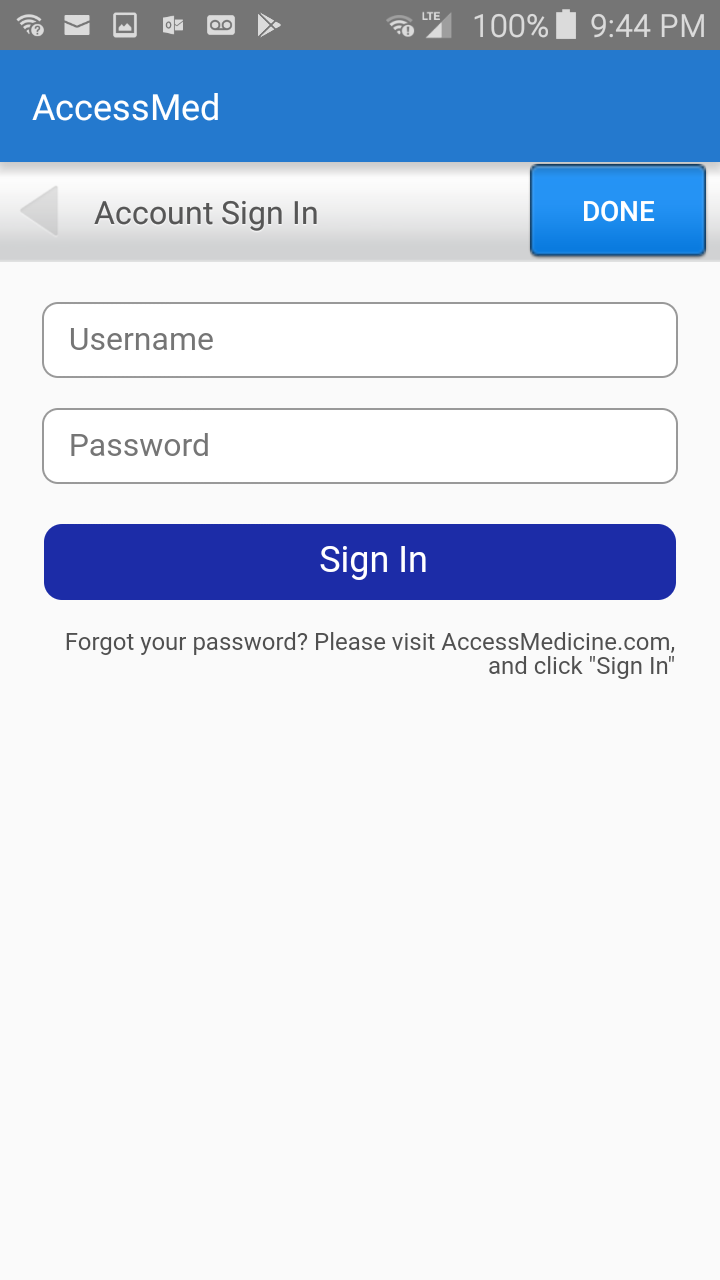 LTE 100% 9:44 PM
AccessMed
Account Sign In
DONE
Username
Password
Sign In
Forgot your password? Please visit AccessMedicine.com,
and click "Sign In"